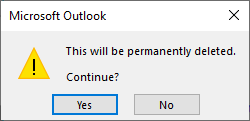 Microsoft Outlook
This will be permanently deleted.
Continue?
Yes
No